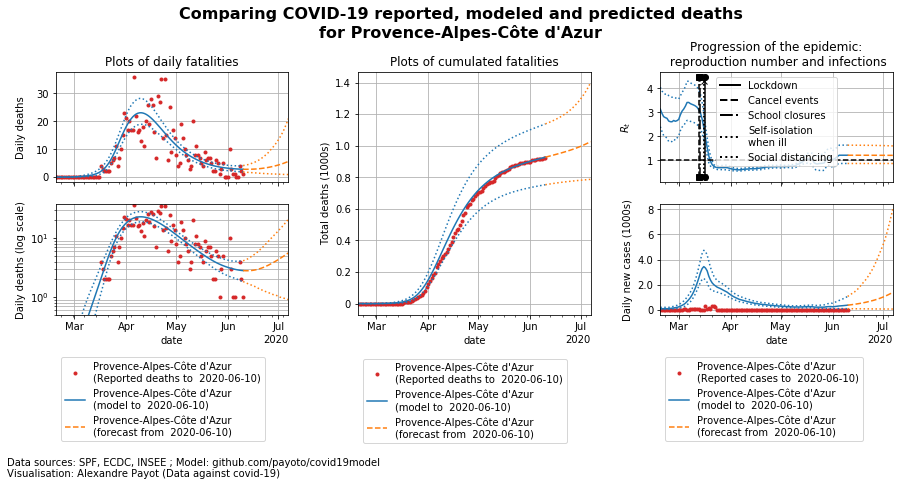 Comparing COVID-19 reported, modeled and predicted deaths
for Provence-Alpes-Côte d'Azur
Plots of daily fatalities
Daily deaths
30
20
10
0
Daily deaths (log scale)
10¹
10⁰
Mar
Apr
May
Jun
Jul
date
2020
Provence-Alpes-Côte d'Azur
(Reported deaths to  2020-06-10)
Provence-Alpes-Côte d'Azur
(model to  2020-06-10)
Provence-Alpes-Côte d'Azur
(forecast from  2020-06-10)
Plots of cumulated fatalities
Total deaths (1000s)
1.4
1.2
1.0
0.8
0.6
0.4
0.2
0
Mar
Apr
May
Jun
Jul
date
2020
Provence-Alpes-Côte d'Azur
(Reported deaths to  2020-06-10)
Provence-Alpes-Côte d'Azur
(model to  2020-06-10)
Provence-Alpes-Côte d'Azur
(forecast from  2020-06-10)
Progression of the epidemic:
reproduction number and infections
Rt
4
3
2
1
Lockdown
Cancel events
School closures
Self-isolation
when ill
Social distancing
Daily new cases (1000s)
8
6
4.0
2.0
0
Mar
Apr
May
Jun
Jul
date
2020
Provence-Alpes-Côte d'Azur
(Reported cases to  2020-06-10)
Provence-Alpes-Côte d'Azur
(model to  2020-06-10)
Provence-Alpes-Côte d'Azur
(forecast from  2020-06-10)
Data sources: SPF, ECDC, INSEE ; Model: github.com/payoto/covid19model
Visualisation: Alexandre Payot (Data against covid-19)